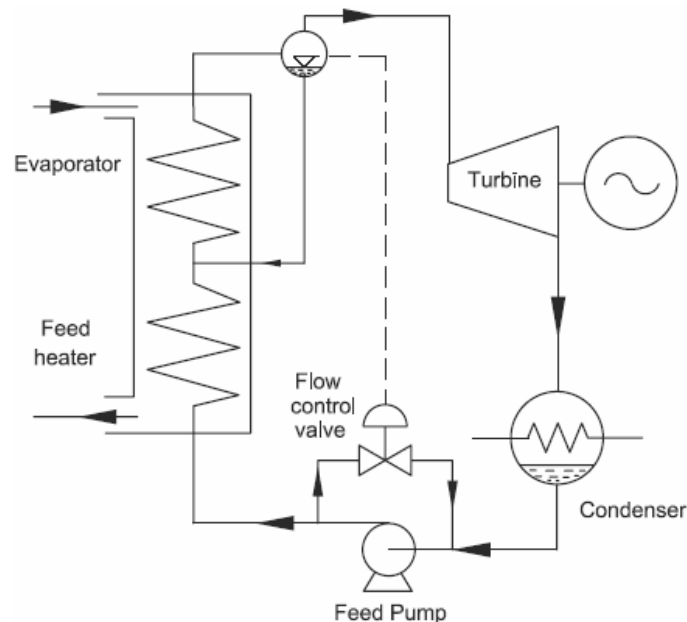 Evaporator
Turbine
Feed
heater
Flow
control
valve
Condenser
Feed Pump